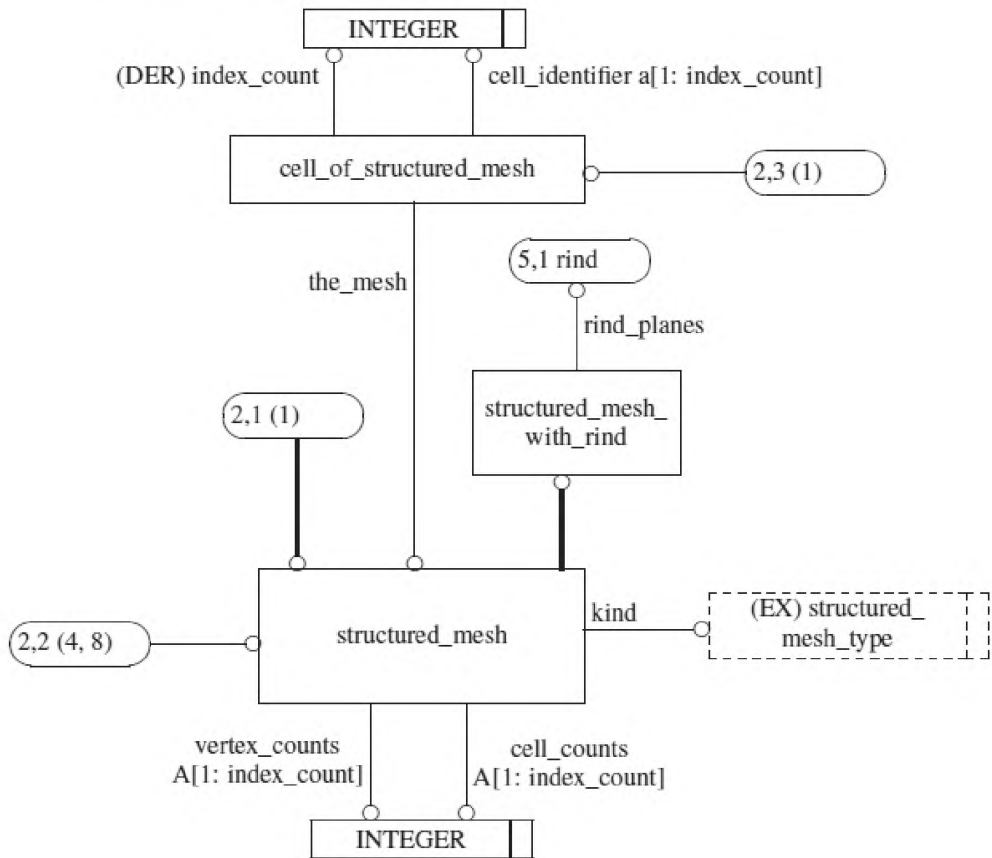 INTEGER
(DER) index_count
cell_identifier a[1: index_count]
cell_of_structured_mesh
2,3 (1)
5,1 rind
the_mesh
rind_planes
2,1 (1)
structured_mesh_
with_rind
kind
(EX) structured_
mesh_type
2,2 (4, 8)
structured_mesh
vertex_counts
A[1: index_count]
cell_counts
A[1: index_count]
INTEGER